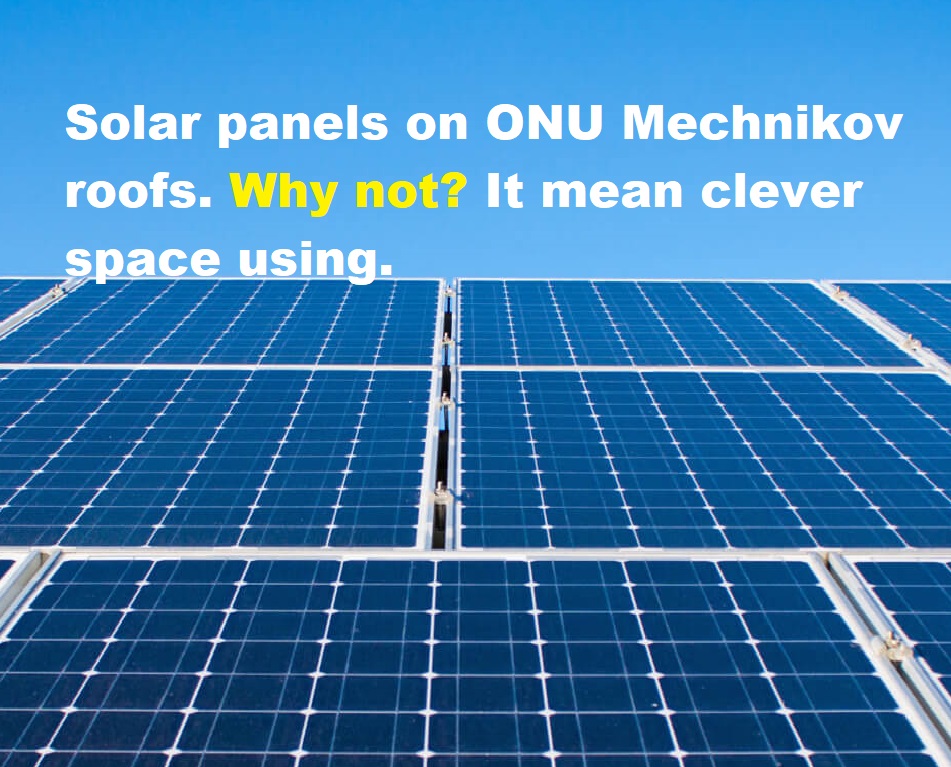 Solar panels on ONU Mechnikov
roofs. Why not? It mean clever
space using.